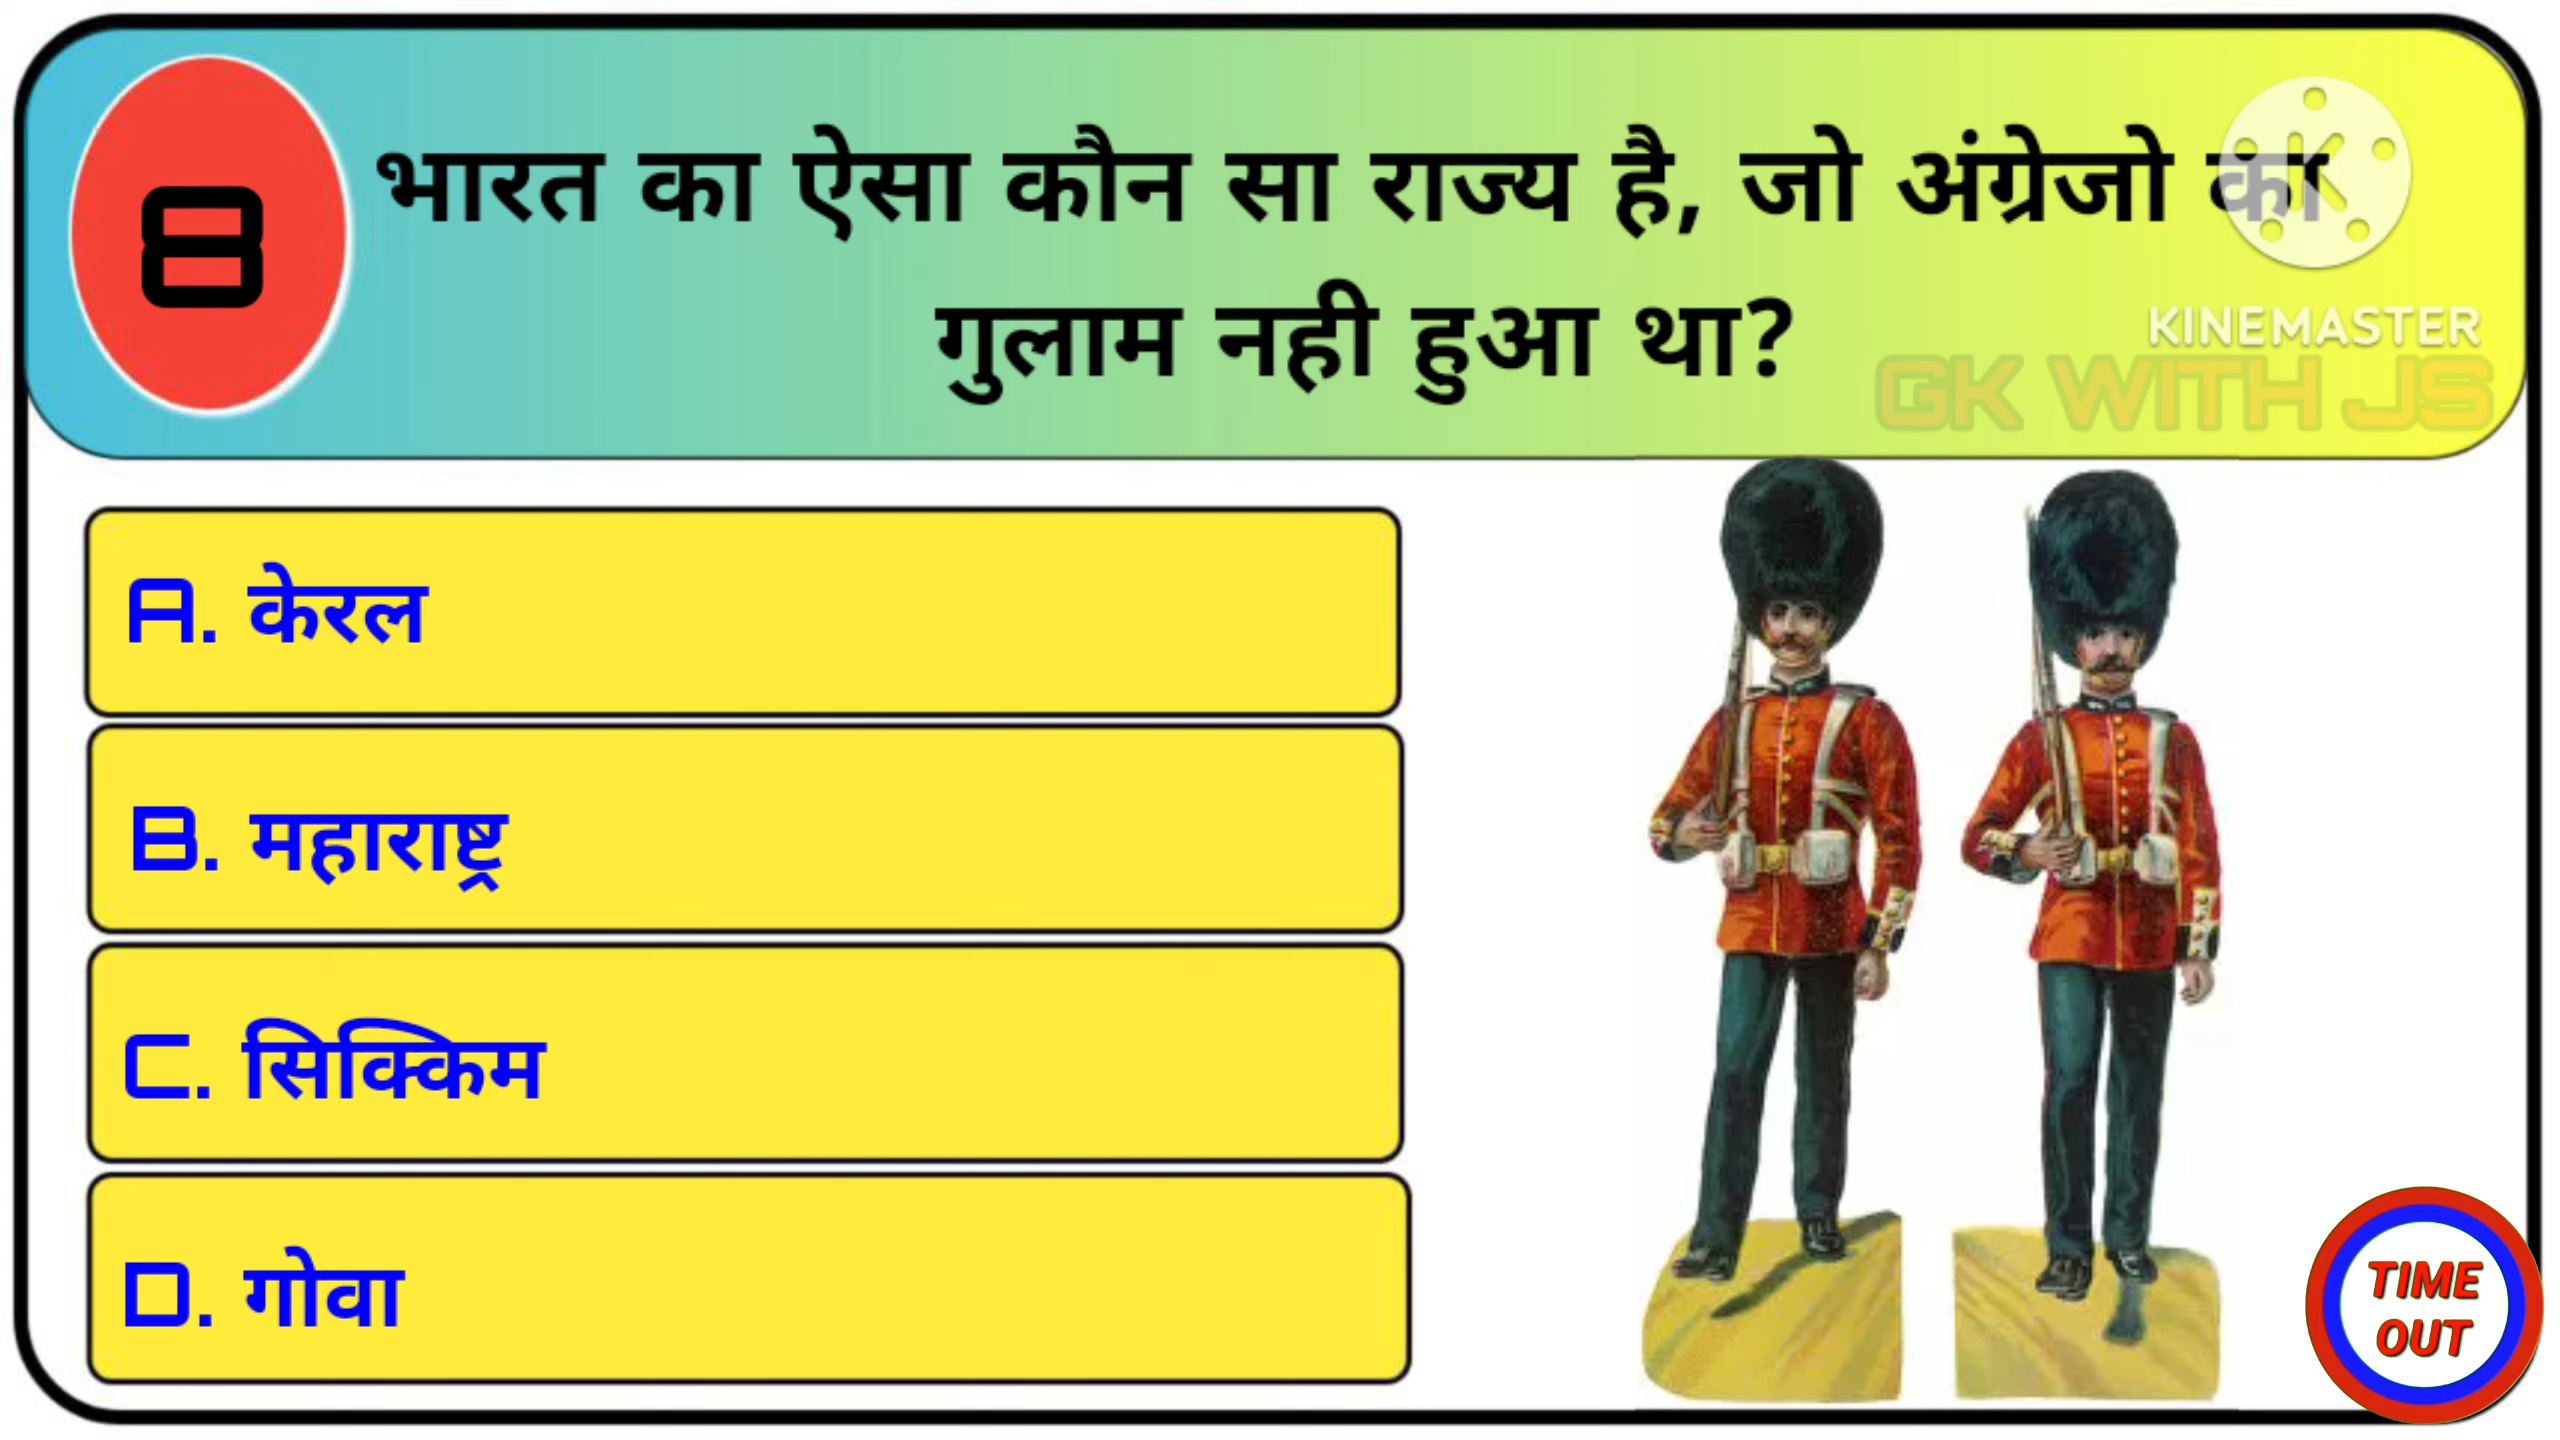 8
भारत का ऐसा कौन सा राज्य है, जो अंग्रेजो का
गुलाम नही हुआ था?
KINEMASTER
GK WITH JS
A. केरल
B. महाराष्ट्र
C. सिक्किम
D. गोवा
TIME
OUT